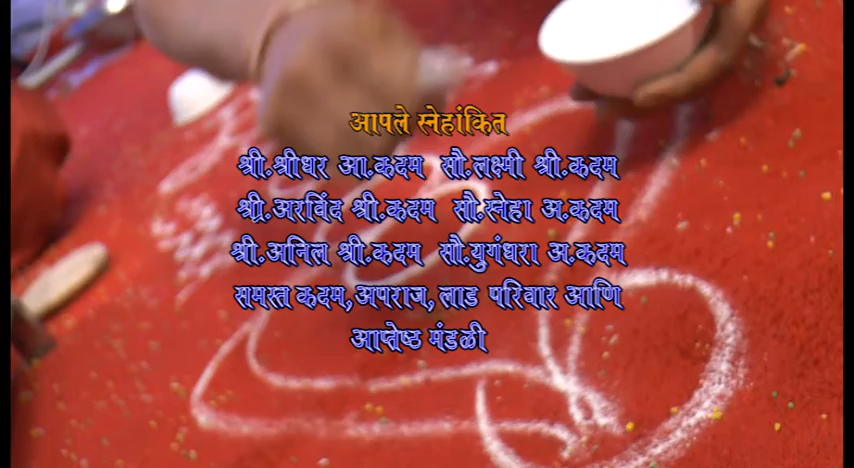 आपले स्नेहांकित
श्री.श्रीधर आ.कदम सौ.लक्ष्मी श्री.कदम
श्री.अरविंद श्री.कदम सौ.स्नेहा अ.कदम
श्री.अनिल श्री.कदम सौ.युगंधरा अ.कदम
समस्त कदम,अपराज,लाड परिवार आणि
आप्तेष्ठ मंडळी